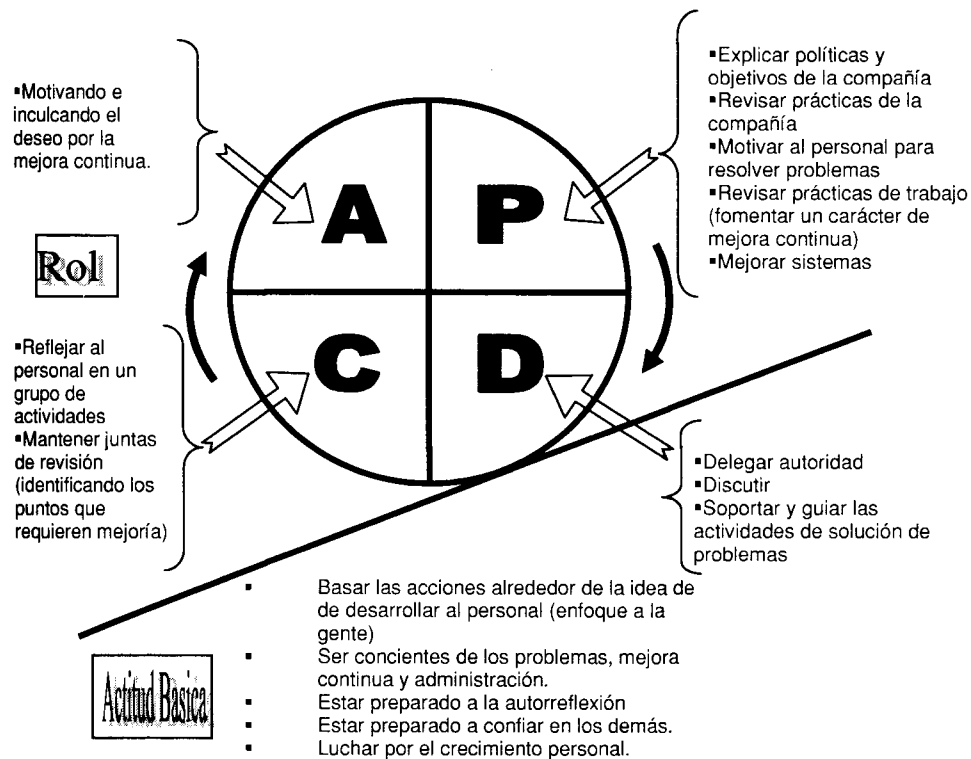 ▪Motivando e
inculcando el
deseo por la
mejora continua.
▪Explicar políticas y
objetivos de la compañía
▪Revisar prácticas de la
compañía
▪Motivar al personal para
resolver problemas
▪Revisar prácticas de trabajo
(fomentar un carácter de
mejora continua)
▪Mejorar sistemas
A
P
Rol
C
D
▪Reflejar al
personal en un
grupo de
actividades
▪Mantener juntas
de revisión
(identificando los
puntos que
requieren mejoría)
▪Delegar autoridad
▪Discutir
▪Soportar y guiar las
actividades de solución de
problemas
▪ Basar las acciones alrededor de la idea de
de desarrollar al personal (enfoque a la
gente)
▪ Ser concientes de los problemas, mejora
continua y administración.
▪ Estar preparado a la autorreflexión
▪ Estar preparado a confiar en los demás.
▪ Luchar por el crecimiento personal.
Actitud Basica